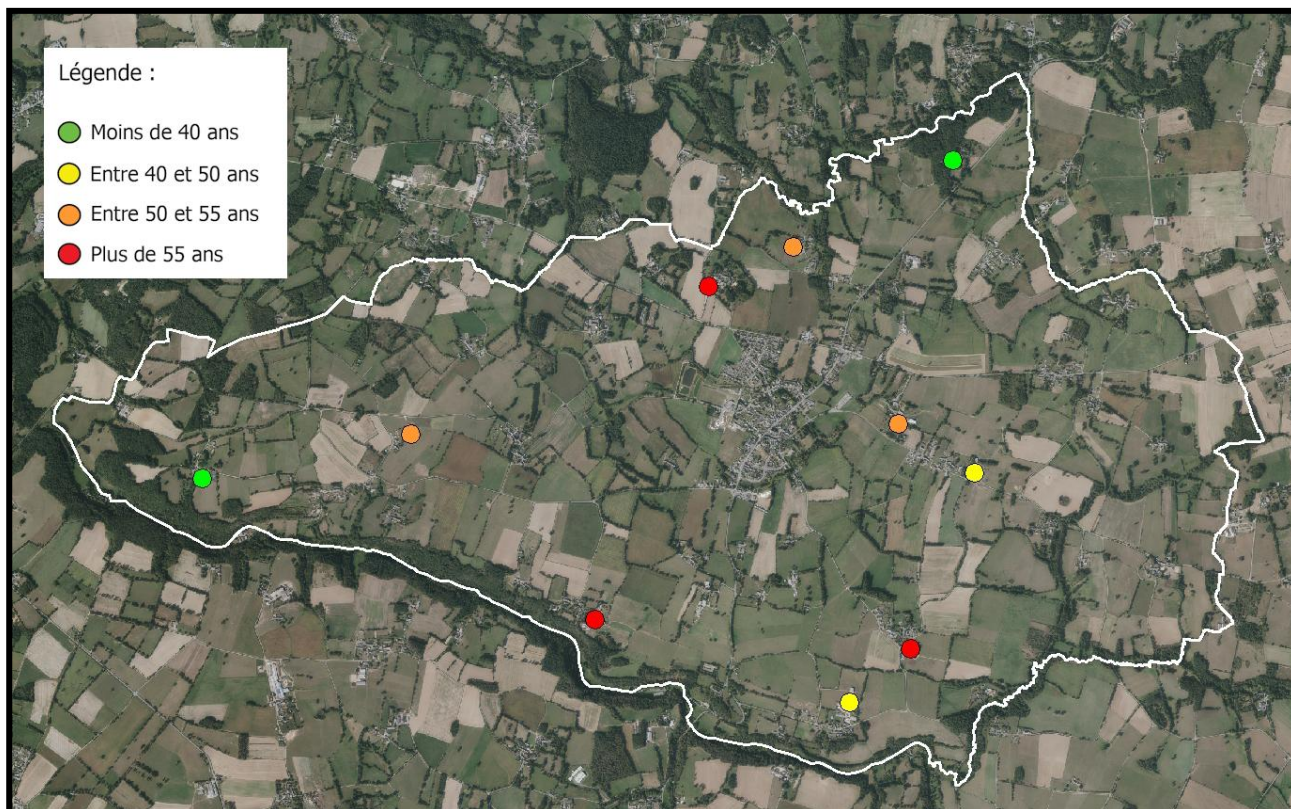 Légende :
Moins de 40 ans
Entre 40 et 50 ans
Entre 50 et 55 ans
Plus de 55 ans